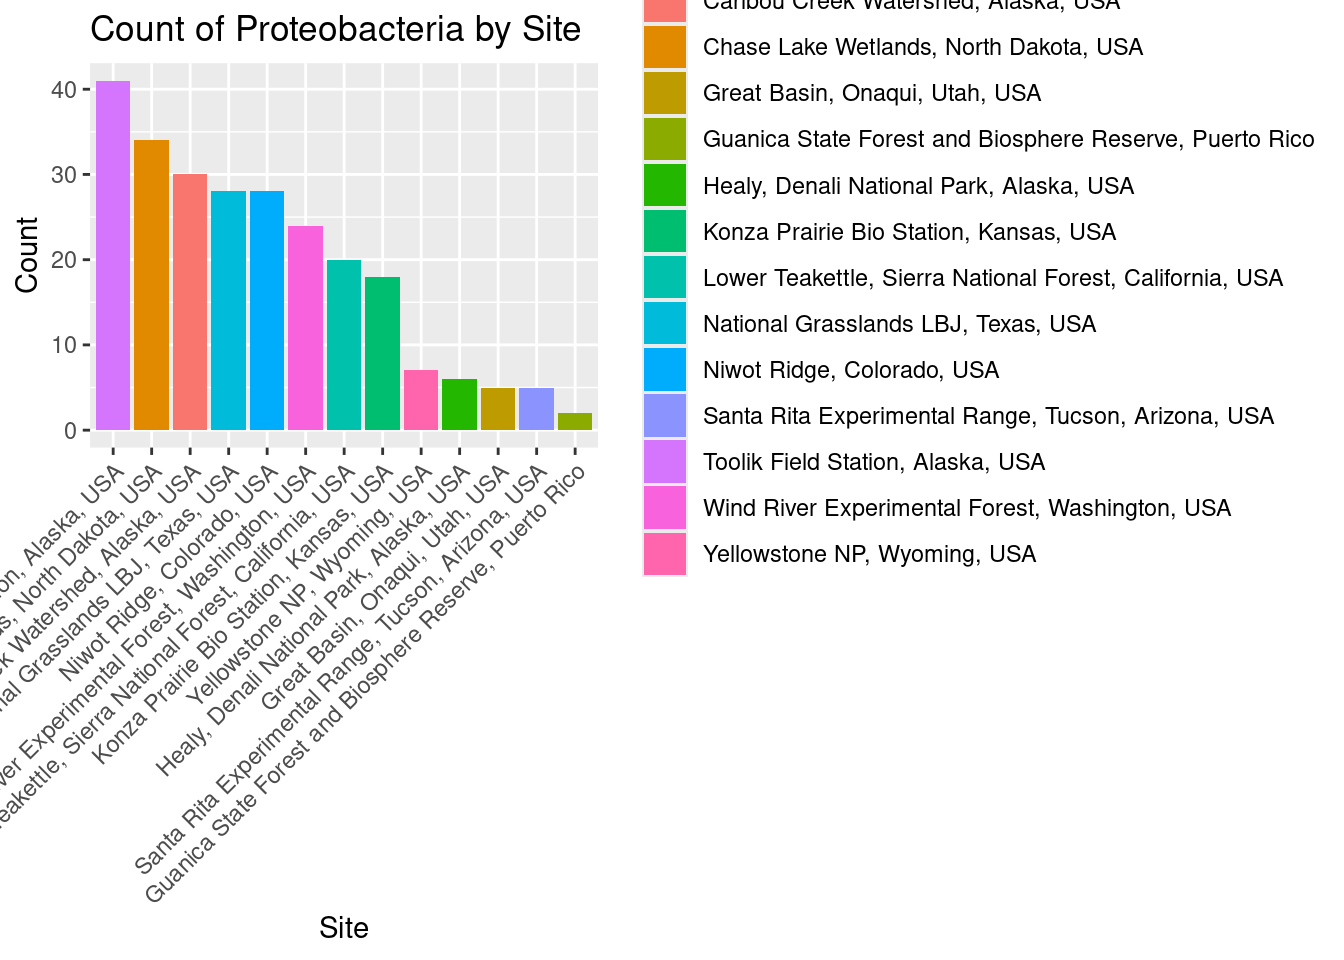 Count of Proteobacteria by Site
Count
40
30
20
10
0
Alaska, USA
North Dakota, USA
Watershed, Alaska, USA
Grasslands LBJ, Texas, USA
Niwot Ridge, Colorado, USA
Experimental Forest, Washington, USA
Sierra National Forest, California, USA
Konza Prairie Bio Station, Kansas, USA
Yellowstone NP, Wyoming, USA
Healy, Denali National Park, Alaska, USA
Great Basin, Onaqui, Utah, USA
Santa Rita Experimental Range, Tucson, Arizona, USA
Guanica State Forest and Biosphere Reserve, Puerto Rico
Site
Caribou Creek Watershed, Alaska, USA
Chase Lake Wetlands, North Dakota, USA
Great Basin, Onaqui, Utah, USA
Guanica State Forest and Biosphere Reserve, Puerto Rico
Healy, Denali National Park, Alaska, USA
Konza Prairie Bio Station, Kansas, USA
Lower Teakettle, Sierra National Forest, California, USA
National Grasslands LBJ, Texas, USA
Niwot Ridge, Colorado, USA
Santa Rita Experimental Range, Tucson, Arizona, USA
Toolik Field Station, Alaska, USA
Wind River Experimental Forest, Washington, USA
Yellowstone NP, Wyoming, USA